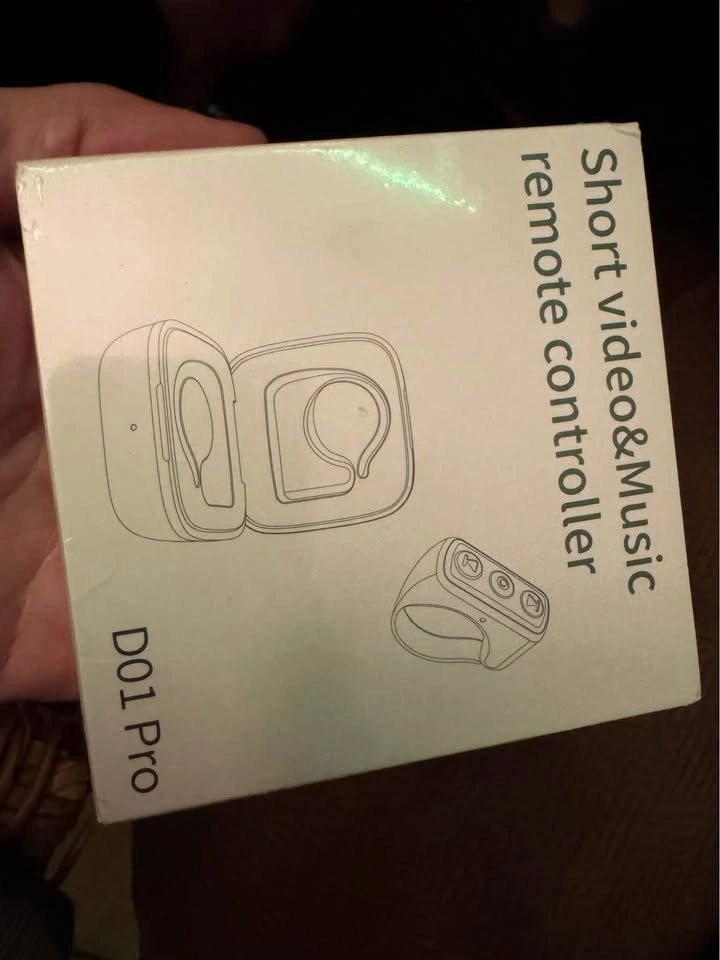 Short video&Music
remote controller
D01 Pro